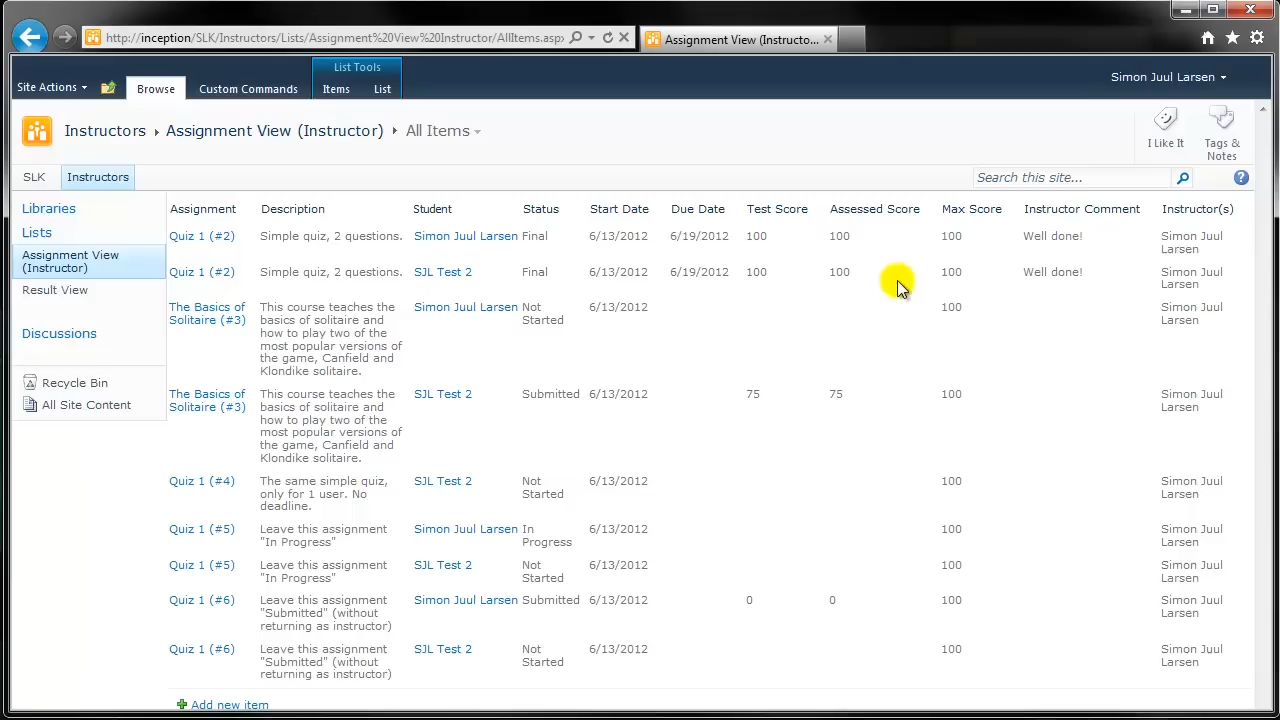 http://inception/SLK/Instructors/Lists/Assignment%20View%20Instructor/AllItems.aspx
Assignment View (Instructo...
List Tools
Site Actions
Browse
Custom Commands
Items
List
Simon Juul Larsen
Instructors
Assignment View (Instructor)
All Items
I Like It
Tags &
Notes
SLK
Instructors
Search this site...
Libraries
Lists
Assignment View
(Instructor)
Result View
Discussions
Recycle Bin
All Site Content
Assignment Description Student Status Start Date Due Date Test Score Assessed Score Max Score Instructor Comment Instructor(s)
Quiz 1 (#2) Simple quiz, 2 questions. Simon Juul Larsen Final 6/13/2012 6/19/2012 100 100 100 Well done! Simon Juul
Larsen
Quiz 1 (#2) Simple quiz, 2 questions. SJL Test 2 Final 6/13/2012 6/19/2012 100 100 100 Well done! Simon Juul
Larsen
The Basics of This course teaches the Simon Juul Larsen Not 6/13/2012 100 Simon Juul
Solitaire (#3) basics of solitaire and Started Larsen
how to play two of the
most popular versions of
the game, Canfield and
Klondike solitaire.
The Basics of This course teaches the SJL Test 2 Submitted 6/13/2012 75 75 100 Simon Juul
Solitaire (#3) basics of solitaire and Larsen
how to play two of the
most popular versions of
the game, Canfield and
Klondike solitaire.
Quiz 1 (#4) The same simple quiz, SJL Test 2 Not 6/13/2012 100 Simon Juul
only for 1 user. No Started Larsen
deadline.
Quiz 1 (#5) Leave this assignment Simon Juul Larsen In 6/13/2012 100 Simon Juul
"In Progress" Progress Larsen
Quiz 1 (#5) Leave this assignment SJL Test 2 Not 6/13/2012 100 Simon Juul
"In Progress" Started Larsen
Quiz 1 (#6) Leave this assignment Simon Juul Larsen Submitted 6/13/2012 0 0 100 Simon Juul
"Submitted" (without Larsen
returning as instructor)
Quiz 1 (#6) Leave this assignment SJL Test 2 Not 6/13/2012 100 Simon Juul
"Submitted" (without Started Larsen
returning as instructor)
Add new item